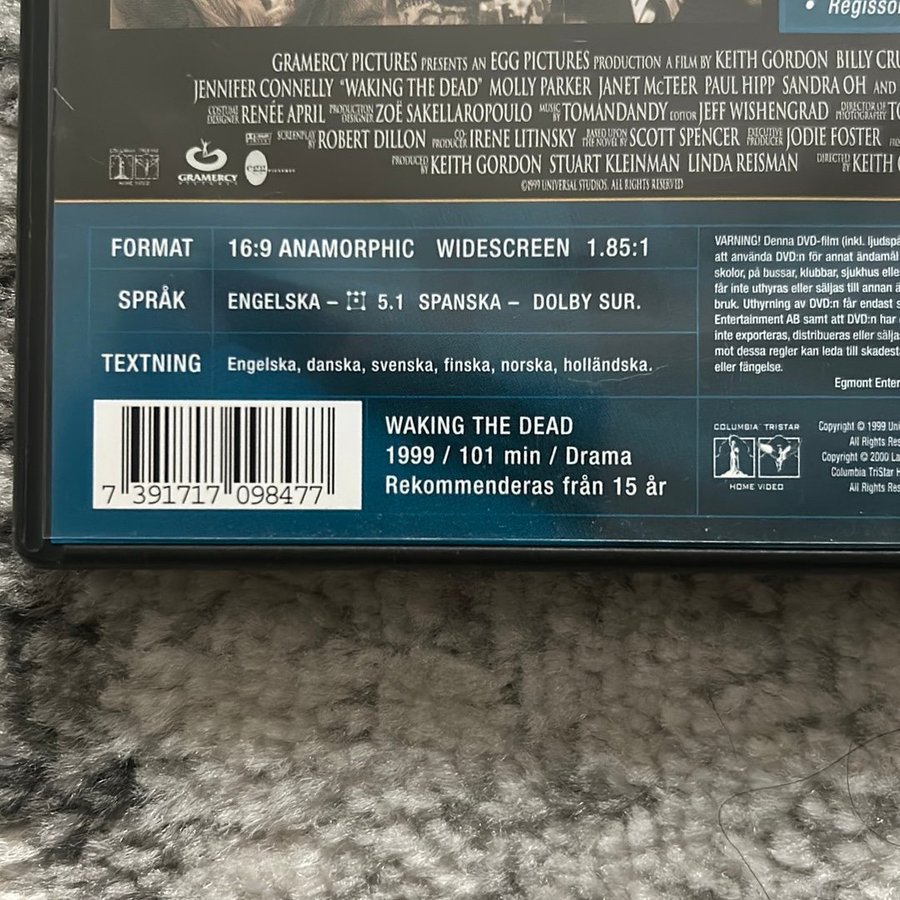 • Regissör
GRAMERCY PICTURES PRESENTS AN EGG PICTURES PRODUCTION A FILM BY KEITH GORDON BILLY CRU
JENNIFER CONNELLY "WAKING THE DEAD" MOLLY PARKER JANET McTEER PAUL HIPP SANDRA OH AND
COSTUME DESIGNER RENÉE APRIL PRODUCTION DESIGNER ZOË SAKELLAROPOULO MUSIC BY TOMANDANDY EDITOR JEFF WISHENGRAD DIRECTOR OF PHOTOGRAPHY
SCREENPLAY BY ROBERT DILLON CO-PRODUCER IRENE LITINSKY BASED UPON THE NOVEL BY SCOTT SPENCER EXECUTIVE PRODUCER JODIE FOSTER
PRODUCED BY KEITH GORDON STUART KLEINMAN LINDA REISMAN DIRECTED BY KEITH
COLUMBIA TRISTAR
HOME VIDEO
GRAMERCY
PICTURES
egg PICTURES
©1999 UNIVERSAL STUDIOS. ALL RIGHTS RESERVED
FORMAT 16:9 ANAMORPHIC WIDESCREEN 1.85:1
SPRÅK ENGELSKA – 5.1 SPANSKA – DOLBY SUR.
TEXTNING Engelska, danska, svenska, finska, norska, holländska.
7 391717 098477
WAKING THE DEAD
1999 / 101 min / Drama
Rekommenderas från 15 år
VARNING! Denna DVD-film (inkl. ljudspå
att använda DVD:n för annat ändamål
skolor, på bussar, klubbar, sjukhus elle
får inte uthyras eller säljas till annan ä
bruk. Uthyrning av DVD:n får endast s
Entertainment AB samt att DVD:n har
inte exporteras, distribueras eller säljas
mot dessa regler kan leda till skadest
eller fängelse.
Egmont Enter
COLUMBIA TRISTAR
HOME VIDEO
Copyright © 1999 Uni
All Rights Res
Copyright © 2000 La
Columbia TriStar H
All Rights Res